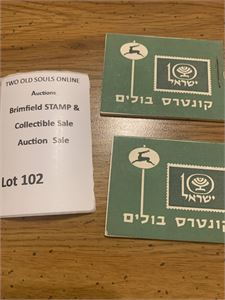 TWO OLD SOULS ONLINE
Auctions
Brimfield STAMP &
Collectible Sale
Auction Sale
Lot 102
ישראל
קונטרס בולים
ישראל
קונטרס בולים